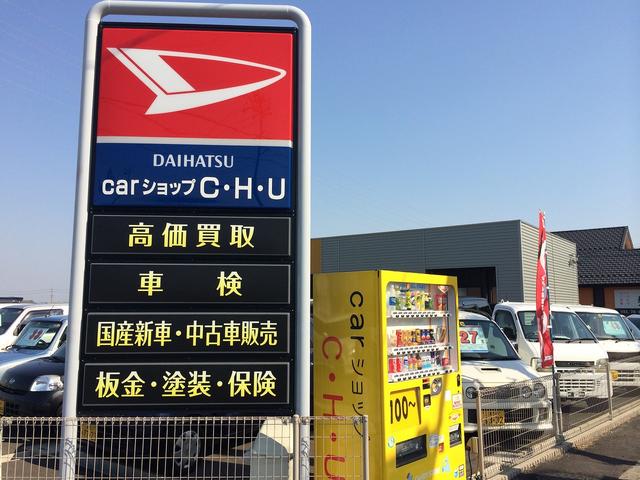 DAIHATSU
carショップC・H・U
高価買取
車 検
国産新車・中古車販売
板金・塗装・保険
carショップ C・H・U
100~
27